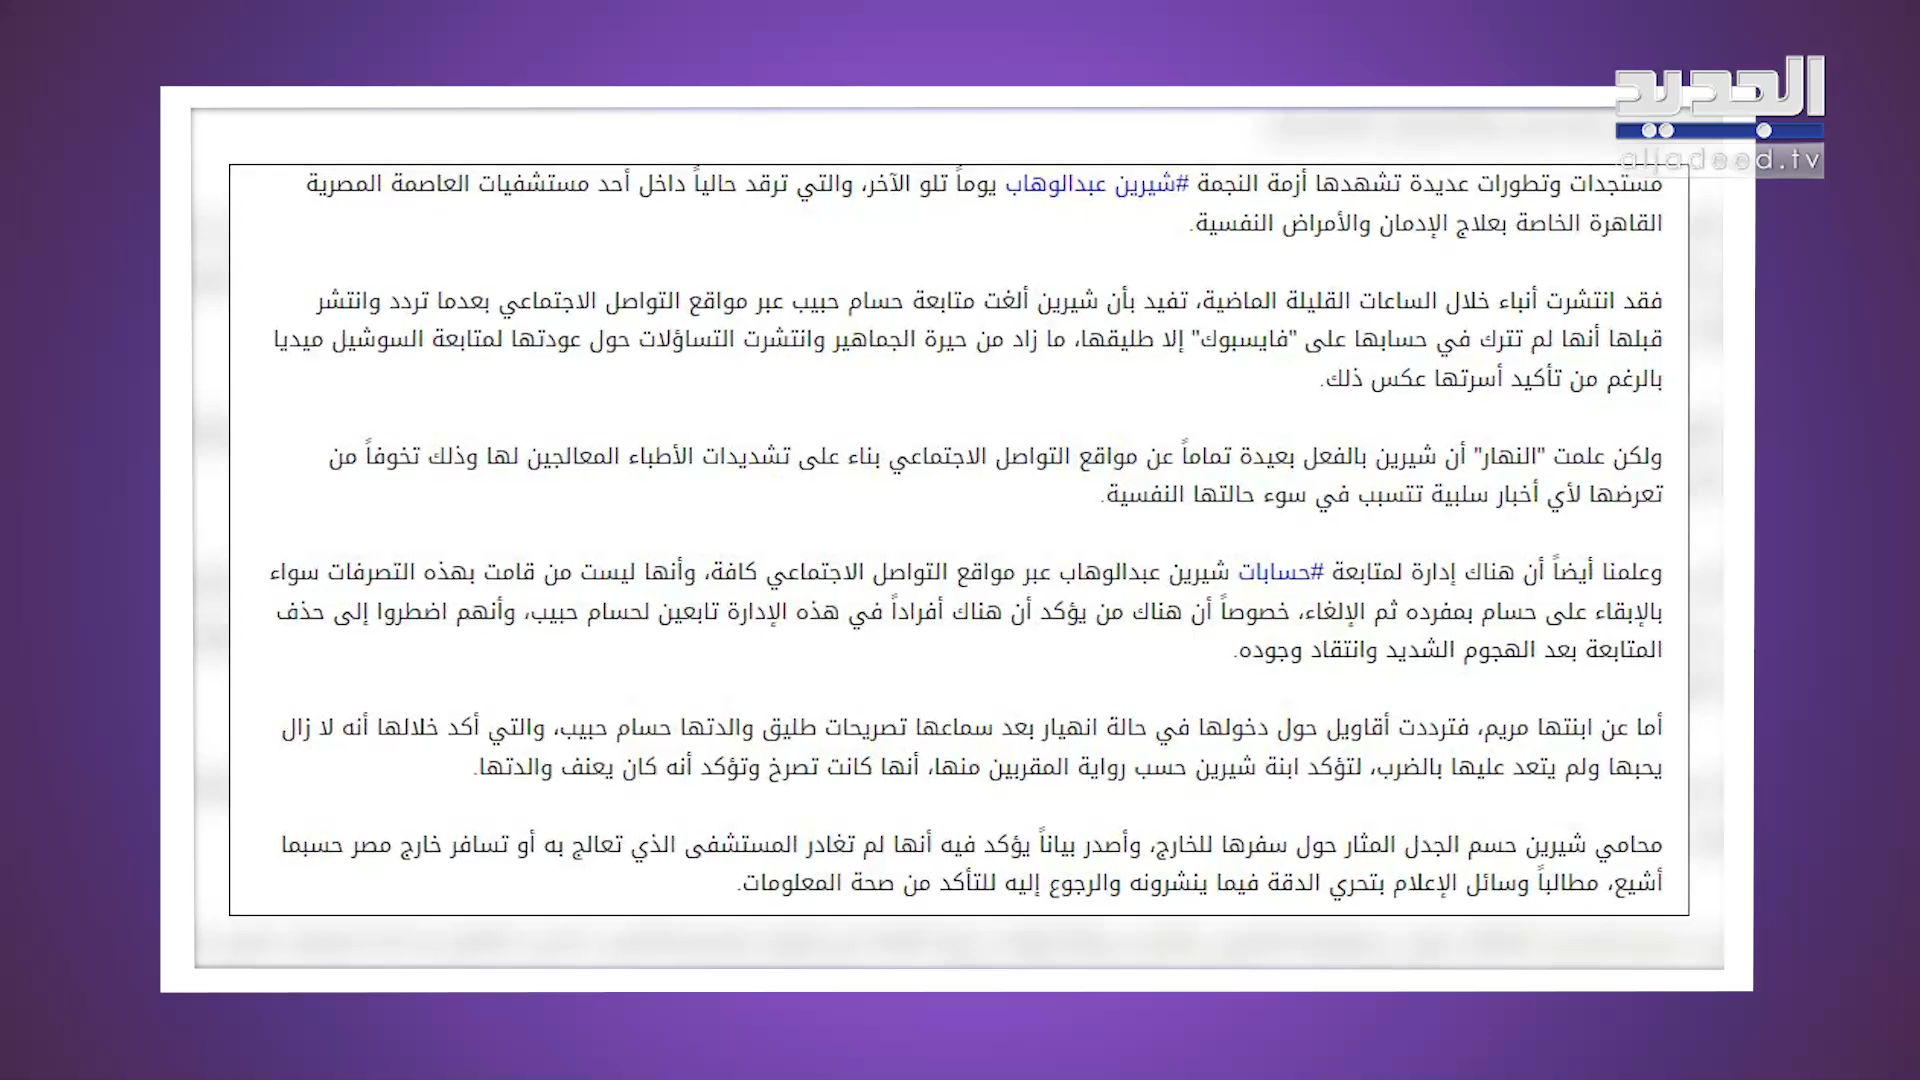 الجديد
aljadeed.tv
مستجدات وتطورات عديدة تشهدها أزمة النجمة #شيرين عبدالوهاب يوماً تلو الآخر، والتي ترقد حالياً داخل أحد مستشفيات العاصمة المصرية
القاهرة الخاصة بعلاج الإدمان والأمراض النفسية.
فقد انتشرت أنباء خلال الساعات القليلة الماضية، تفيد بأن شيرين ألغت متابعة حسام حبيب عبر مواقع التواصل الاجتماعي بعدما تردد وانتشر
قبلها أنها لم تترك في حسابها على "فايسبوك" إلا طليقها، ما زاد من حيرة الجماهير وانتشرت التساؤلات حول عودتها لمتابعة السوشيل ميديا
بالرغم من تأكيد أسرتها عكس ذلك.
ولكن علمت "النهار" أن شيرين بالفعل بعيدة تماماً عن مواقع التواصل الاجتماعي بناء على تشديدات الأطباء المعالجين لها وذلك تخوفاً من
تعرضها لأي أخبار سلبية تتسبب في سوء حالتها النفسية.
وعلمنا أيضاً أن هناك إدارة لمتابعة #حسابات شيرين عبدالوهاب عبر مواقع التواصل الاجتماعي كافة، وأنها ليست من قامت بهذه التصرفات سواء
بالإبقاء على حسام بمفرده ثم الإلغاء، خصوصاً أن هناك من يؤكد أن هناك أفراداً في هذه الإدارة تابعين لحسام حبيب، وأنهم اضطروا إلى حذف
المتابعة بعد الهجوم الشديد وانتقاد وجوده.
أما عن ابنتها مريم، فترددت أقاويل حول دخولها في حالة انهيار بعد سماعها تصريحات طليق والدتها حسام حبيب، والتي أكد خلالها أنه لا زال
يحبها ولم يتعد عليها بالضرب، لتؤكد ابنة شيرين حسب رواية المقربين منها، أنها كانت تصرخ وتؤكد أنه كان يعنف والدتها.
محامي شيرين حسم الجدل المثار حول سفرها للخارج، وأصدر بياناً يؤكد فيه أنها لم تغادر المستشفى الذي تعالج به أو تسافر خارج مصر حسبما
أشيع، مطالباً وسائل الإعلام بتحري الدقة فيما ينشرونه والرجوع إليه للتأكد من صحة المعلومات.